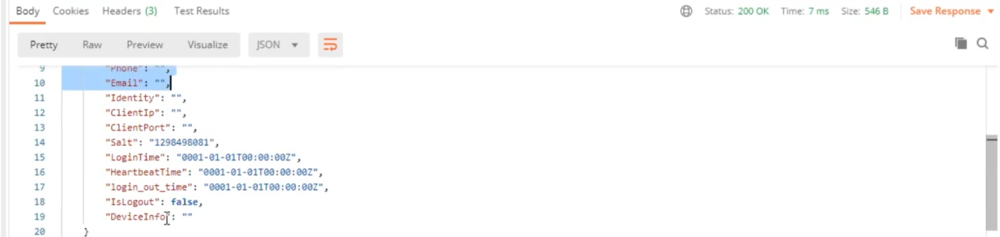 Body Cookies Headers (3) Test Results Status: 200 OK Time: 7 ms Size: 546 B Save Response
Pretty Raw Preview Visualize JSON
9 "Phone": "",
10 "Email": "",
11 "Identity": "",
12 "ClientIp": "",
13 "ClientPort": "",
14 "Salt": "1298498081",
15 "LoginTime": "0001-01-01T00:00:00Z",
16 "HeartbeatTime": "0001-01-01T00:00:00Z",
17 "login_out_time": "0001-01-01T00:00:00Z",
18 "IsLogout": false,
19 "DeviceInfo": ""
20 }